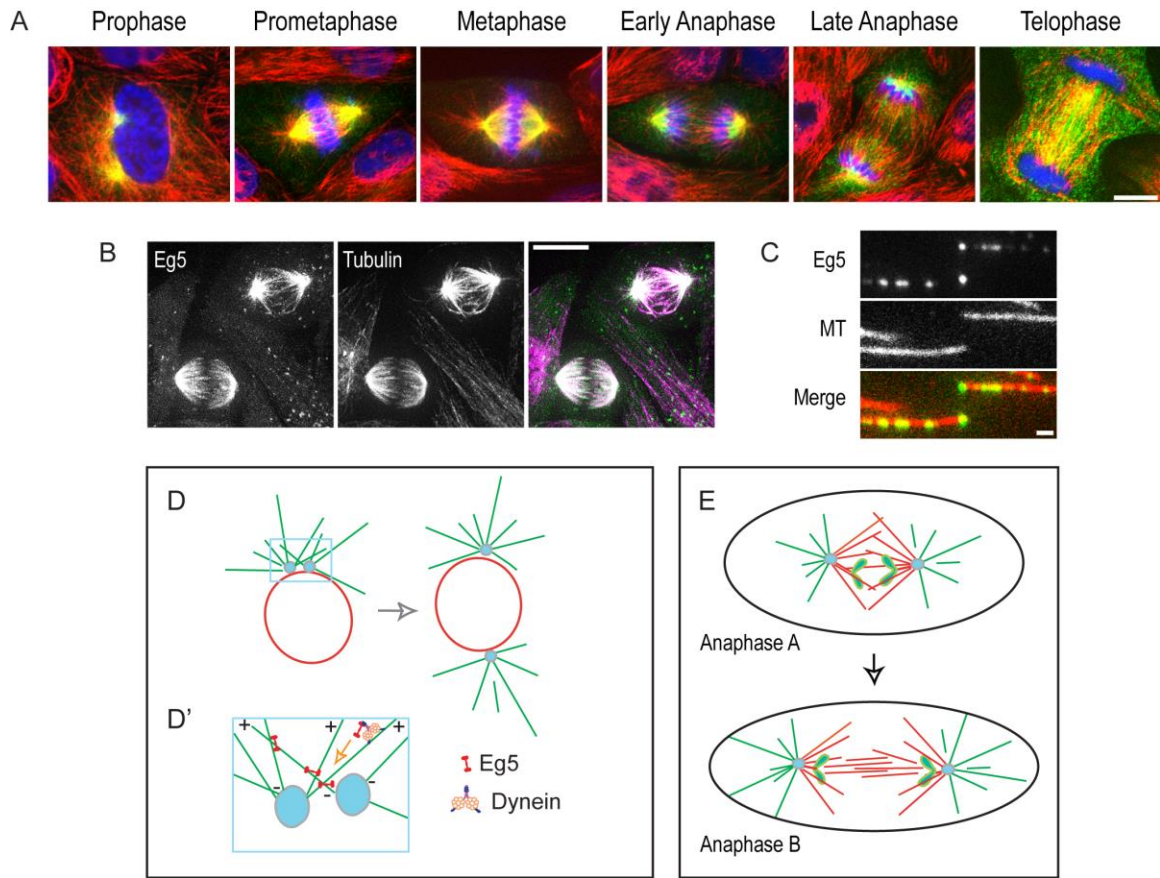 A
Prophase
Prometaphase
Metaphase
Early Anaphase
Late Anaphase
Telophase
B
Eg5
Tubulin
C
Eg5
MT
Merge
D
D'
+
+
+
-
-
-
-
Eg5
Dynein
E
Anaphase A
Anaphase B